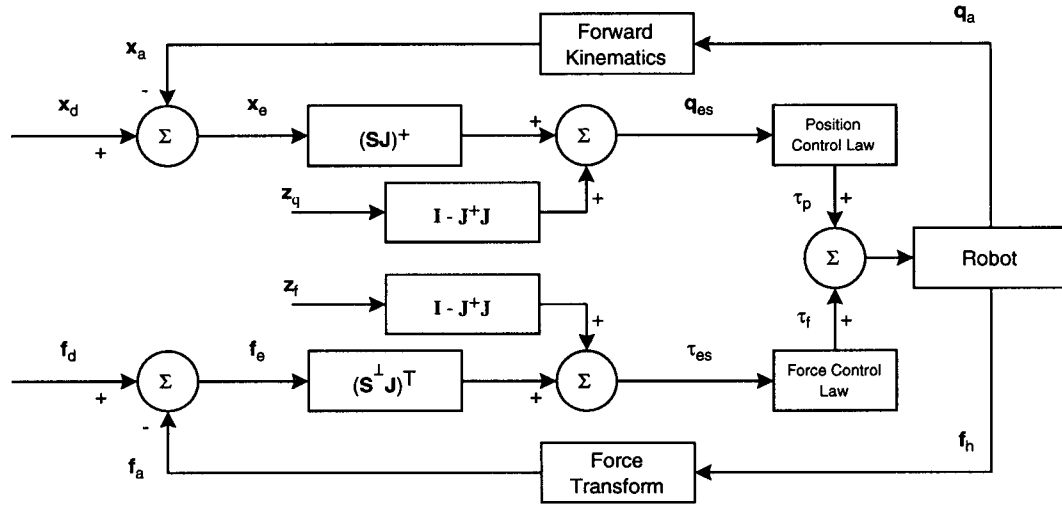 x_a
Forward
Kinematics
q_a
-
x_d
+
Σ
x_e
(SJ)^+
+
Σ
q_es
Position
Control Law
z_q
I - J^+J
+
τ_p
+
Σ
Robot
z_f
I - J^+J
+
τ_f
+
f_d
+
Σ
f_e
(S^⊥J)^T
+
Σ
τ_es
Force Control
Law
-
f_a
Force
Transform
f_h